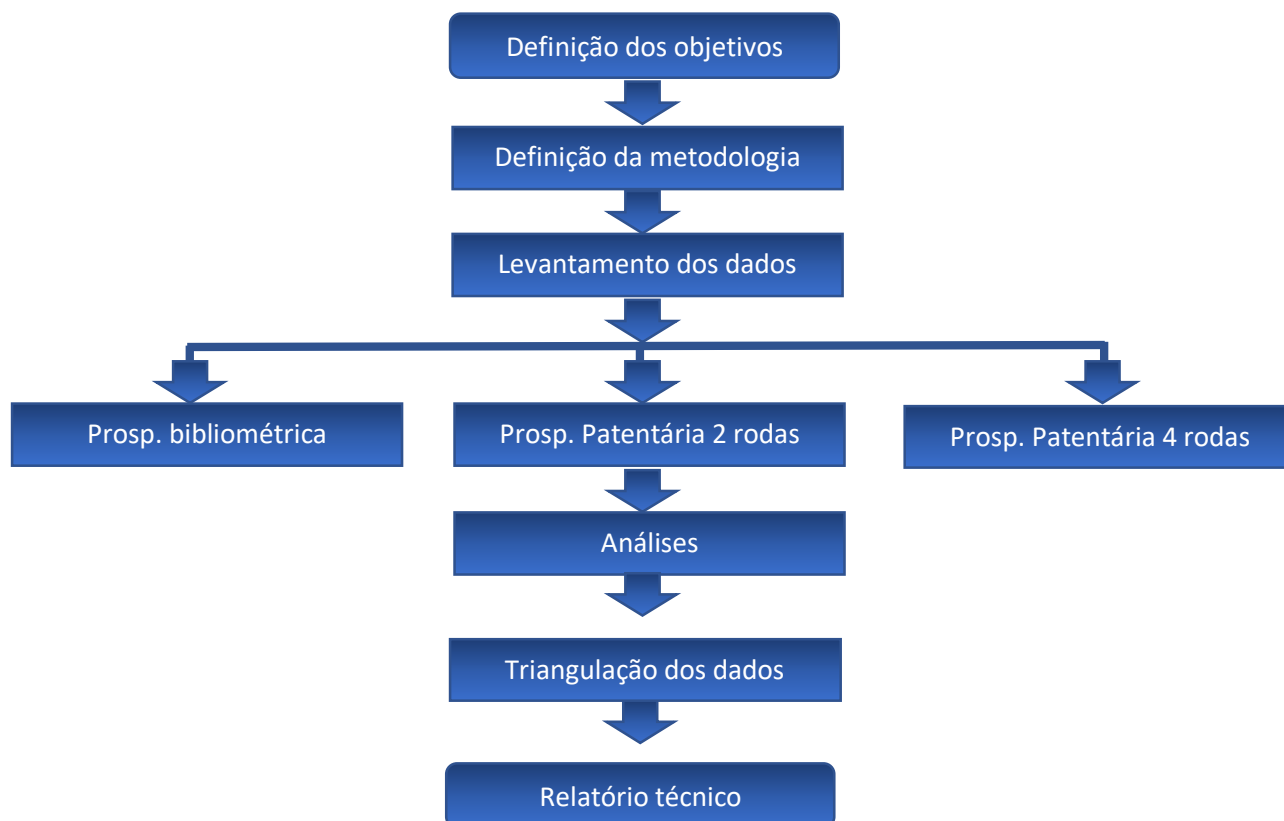 Definição dos objetivos
Definição da metodologia
Levantamento dos dados
Prosp. bibliométrica
Prosp. Patentária 2 rodas
Prosp. Patentária 4 rodas
Análises
Triangulação dos dados
Relatório técnico